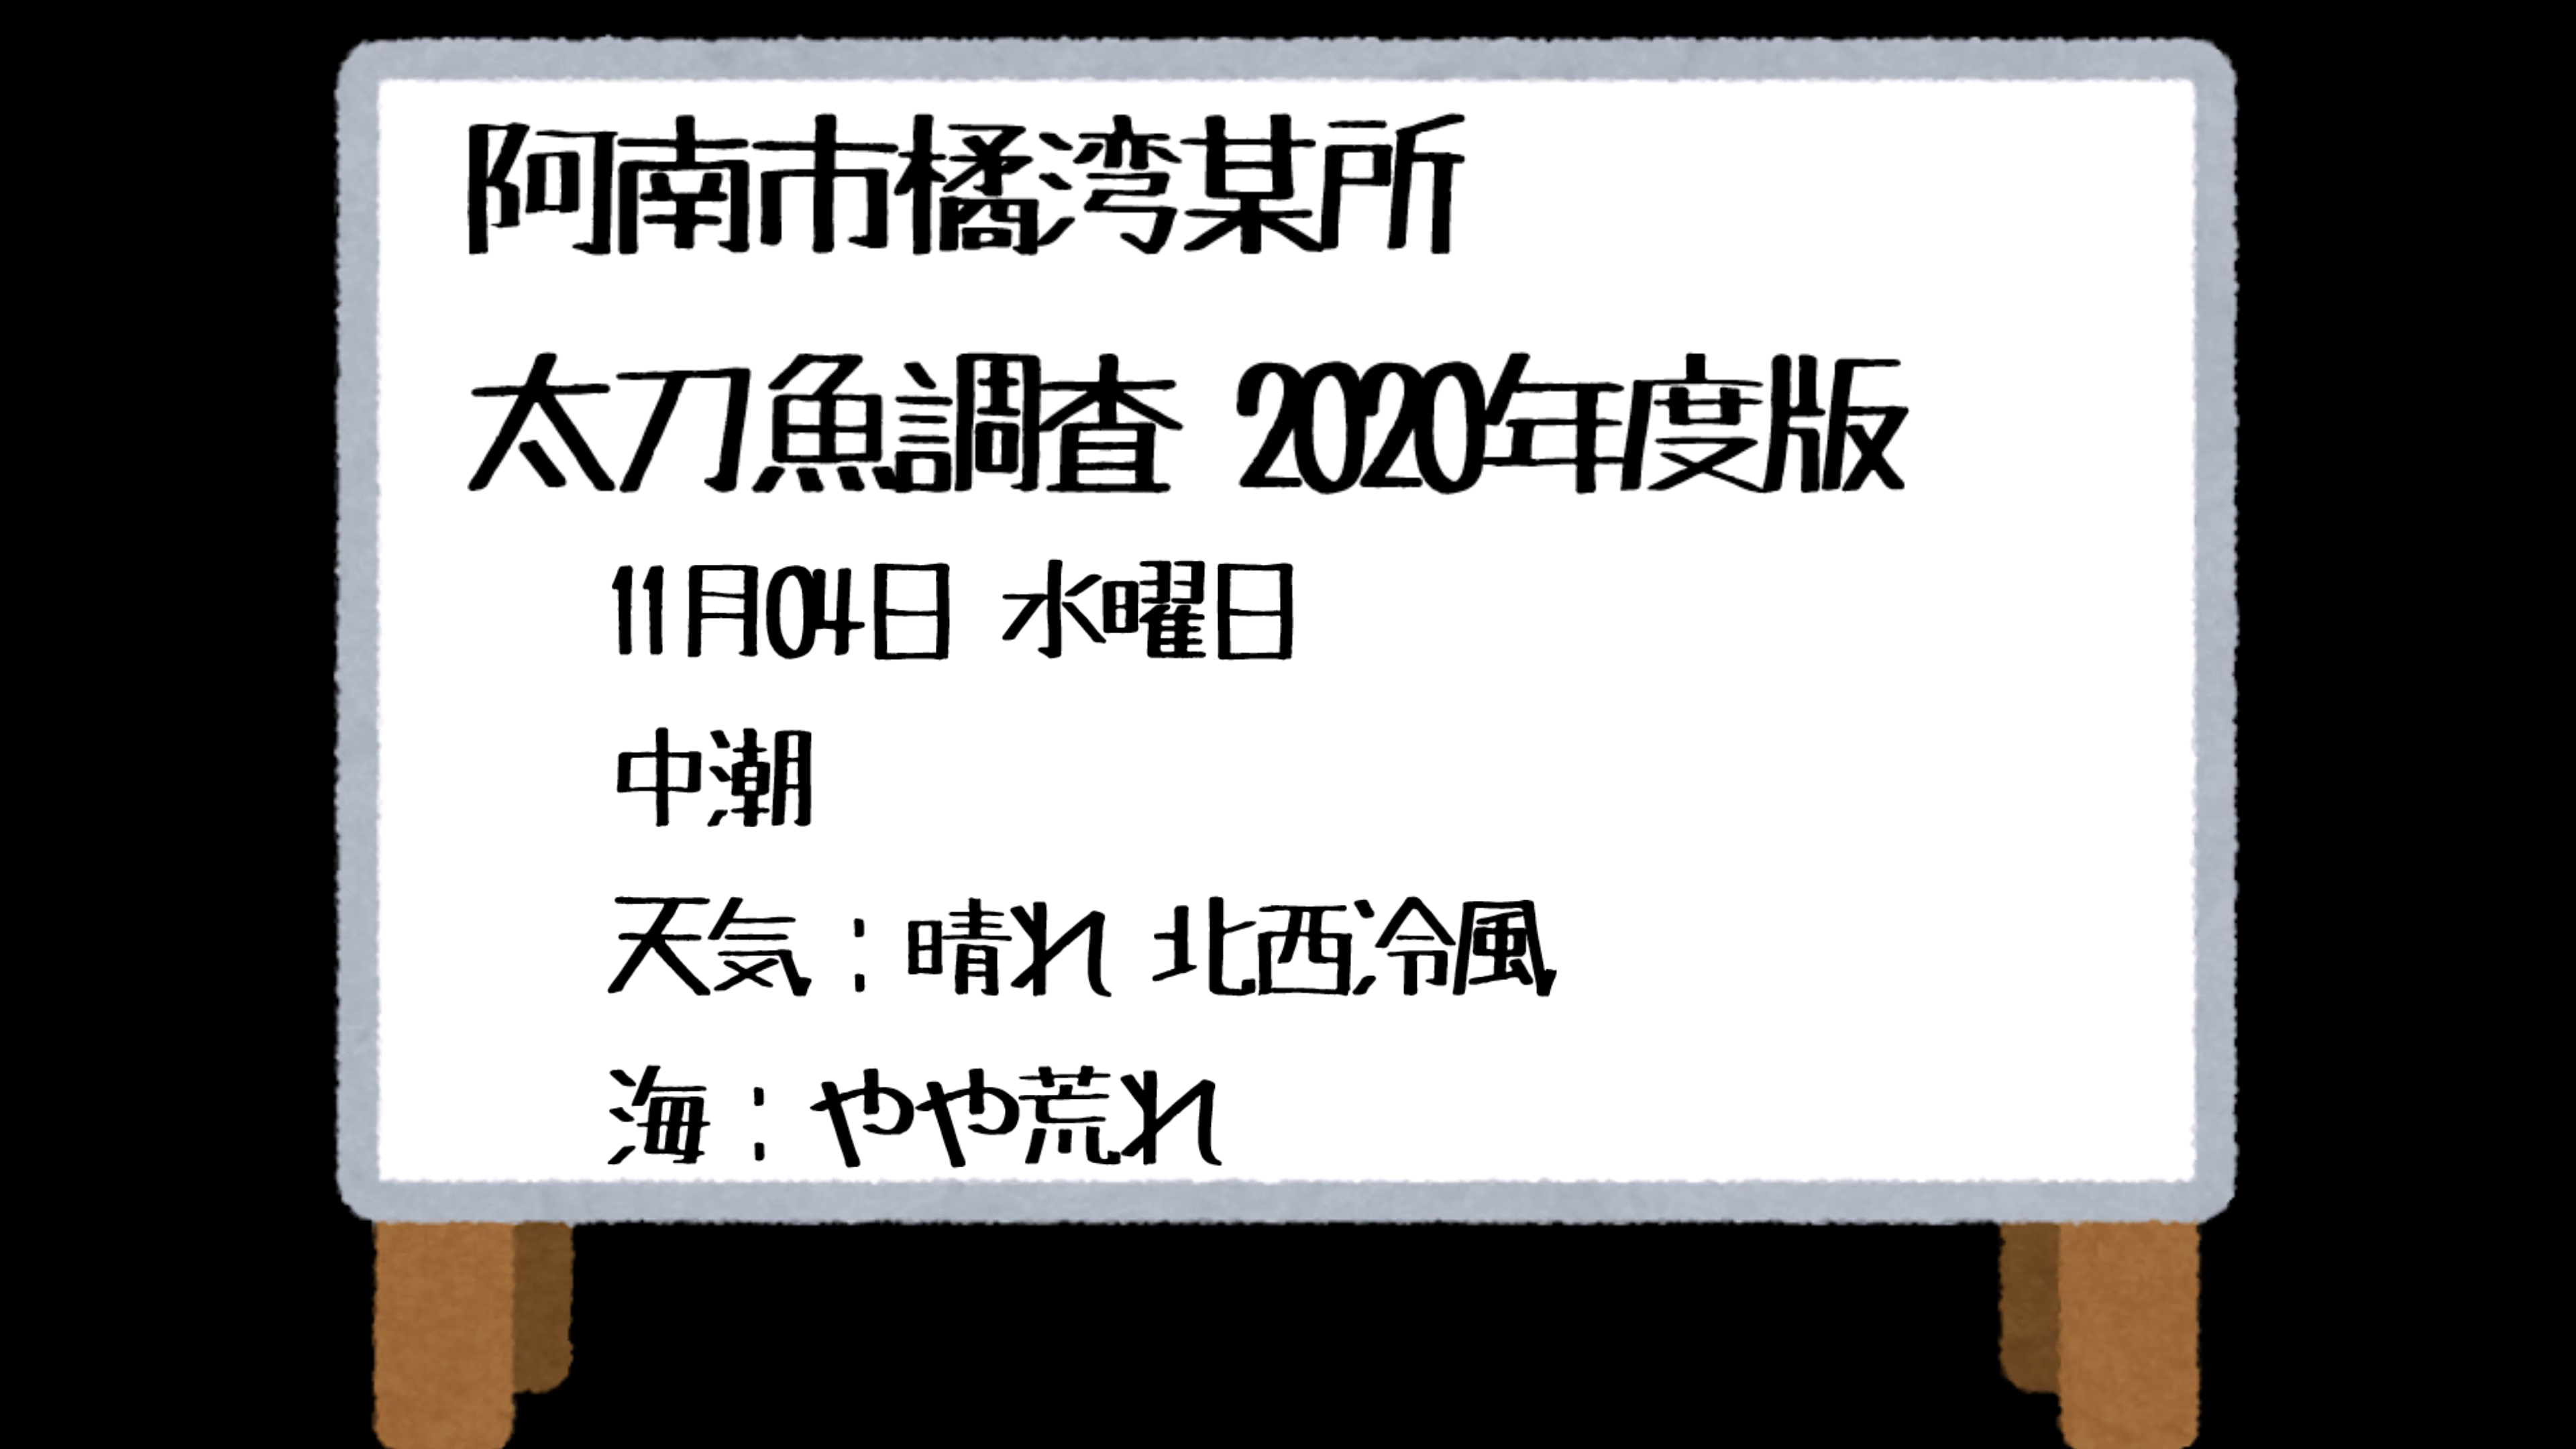 阿南市橘湾某所
太刀魚調査 2020年度版
11月04日 水曜日
中潮
天気：晴れ 北西冷風
海：やや荒れ